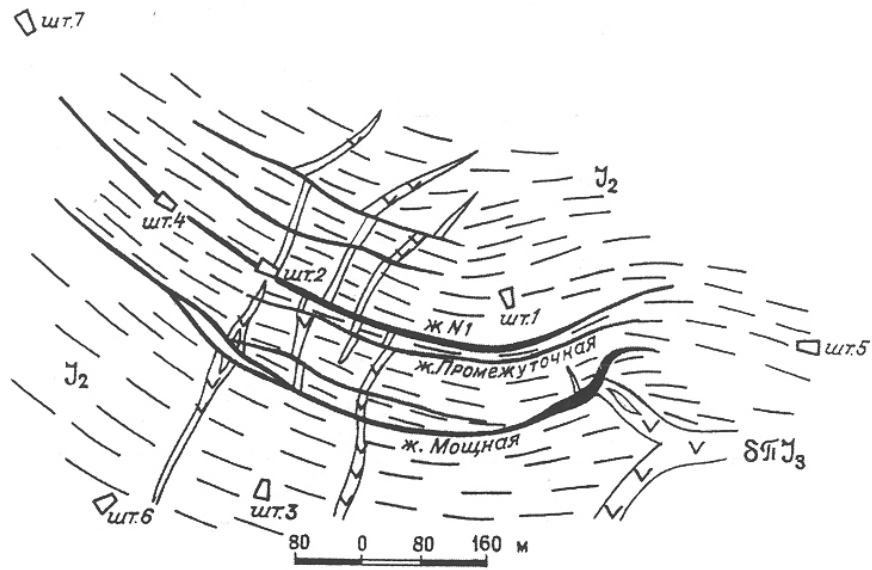 шт.7
J₂
шт.4
шт.2
шт.1
ж N1
ж. Промежуточная
шт.5
J₂
ж. Мощная
δπJ₃
шт.6
шт.3
80 0 80 160 м